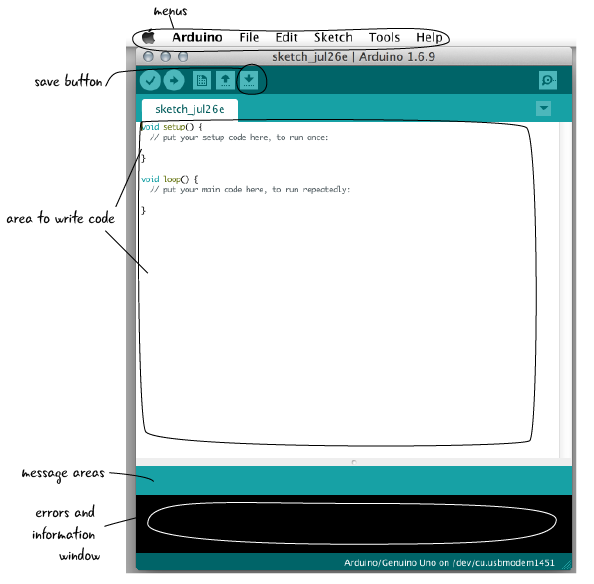 menus
Arduino File Edit Sketch Tools Help
sketch_jul26e | Arduino 1.6.9
save button
sketch_jul26e
void setup() {
// put your setup code here, to run once:
}
void loop() {
// put your main code here, to run repeatedly:
}
area to write code
message areas
errors and
information
window
Arduino/Genuino Uno on /dev/cu.usbmodem1451